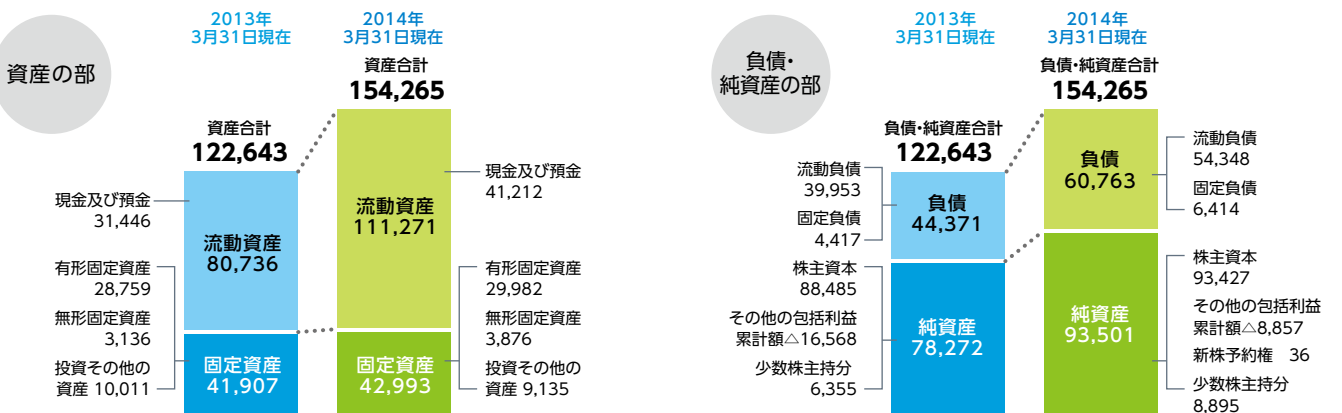 資産の部
2013年
3月31日現在
資産合計
122,643
現金及び預金
31,446
流動資産
80,736
有形固定資産
28,759
無形固定資産
3,136
投資その他の
資産 10,011
固定資産
41,907
2014年
3月31日現在
資産合計
154,265
流動資産
111,271
現金及び預金
41,212
固定資産
42,993
有形固定資産
29,982
無形固定資産
3,876
投資その他の
資産 9,135
負債・
純資産の部
2013年
3月31日現在
負債・純資産合計
122,643
流動負債
39,953
固定負債
4,417
負債
44,371
株主資本
88,485
その他の包括利益
累計額△16,568
少数株主持分
6,355
純資産
78,272
2014年
3月31日現在
負債・純資産合計
154,265
負債
60,763
流動負債
54,348
固定負債
6,414
純資産
93,501
株主資本
93,427
その他の包括利益
累計額△8,857
新株予約権 36
少数株主持分
8,895